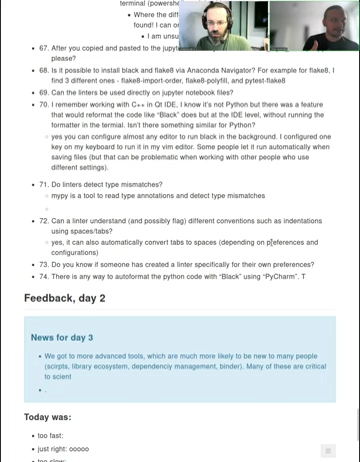 terminal (powershe
Where the diff
found! I can o
I am unsu
67. After you copied and pasted to the jupyt
please?
68. Is it possible to install black and flake8 via Anaconda Navigator? For example for flake8, I
find 3 different ones - flake8-import-order, flake8-polyfill, and pytest-flake8
69. Can the linters be used directly on jupyter notebook files?
70. I remember working with C++ in Qt IDE, I know it's not Python but there was a feature
that would reformat the code like "Black" does but at the IDE level, without running the
formatter in the termial. Isn't there something similar for Python?
yes you can configure almost any editor to run black in the background. I configured one
key on my keyboard to run it in my vim editor. Some people let it run automatically when
saving files (but that can be problematic when working with other people who use
different settings).
71. Do linters detect type mismatches?
mypy is a tool to read type annotations and detect type mismatches
72. Can a linter understand (and possibly flag) different conventions such as indentations
using spaces/tabs?
yes, it can also automatically convert tabs to spaces (depending on preferences and
configurations)
73. Do you know if someone has created a linter specifically for their own preferences?
74. There is any way to autoformat the python code with "Black" using "PyCharm". T
Feedback, day 2
News for day 3
We got to more advanced tools, which are much more likely to be new to many people
(scirpts, library ecosystem, dependenciy management, binder). Many of these are critical
to scient
.
Today was:
too fast:
just right: ooooo
too slow: